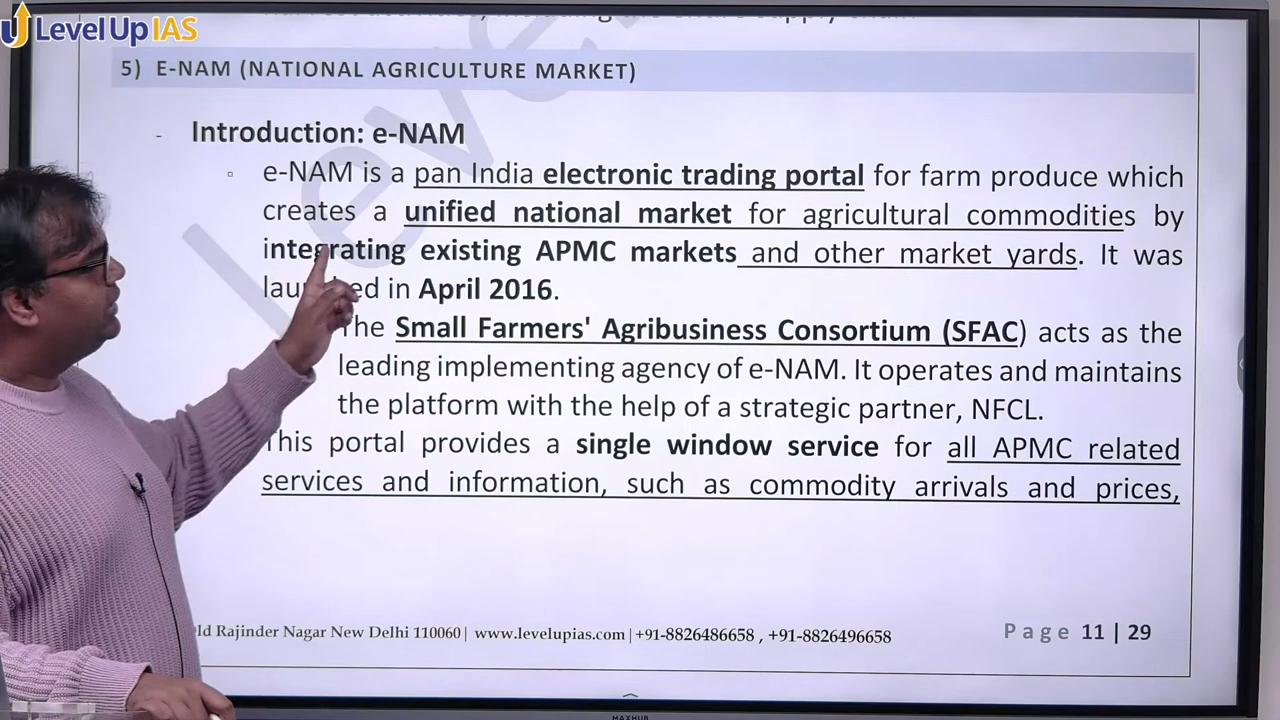 Level Up IAS
5) E-NAM (NATIONAL AGRICULTURE MARKET)
- Introduction: e-NAM
e-NAM is a pan India electronic trading portal for farm produce which
creates a unified national market for agricultural commodities by
integrating existing APMC markets and other market yards. It was
in April 2016.
The Small Farmers' Agribusiness Consortium (SFAC) acts as the
leading implementing agency of e-NAM. It operates and maintains
the platform with the help of a strategic partner, NFCL.
This portal provides a single window service for all APMC related
services and information, such as commodity arrivals and prices,
Rajinder Nagar New Delhi 110060| www.levelupias.com|+91-8826486658 , +91-8826496658
Page 11 | 29
MAXHUB